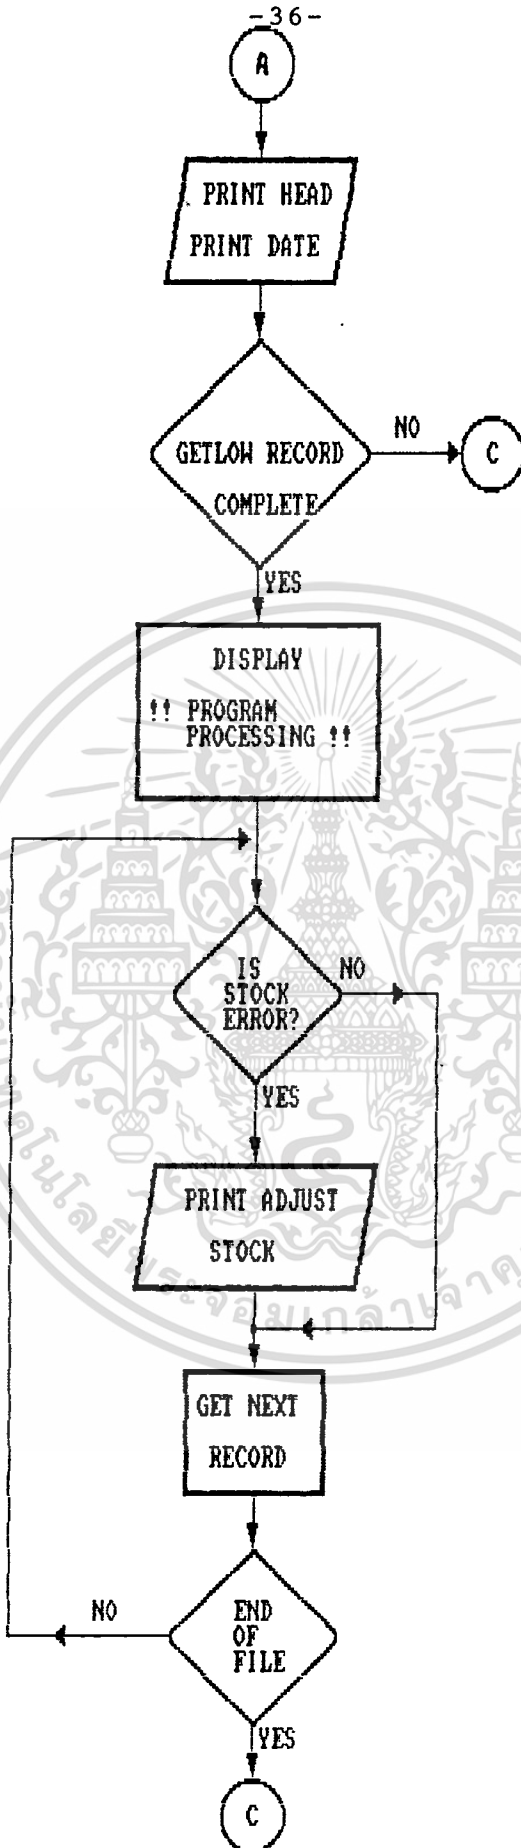 -36-
A
PRINT HEAD
PRINT DATE
GETLOW RECORD
COMPLETE
NO
C
YES
DISPLAY
!! PROGRAM
PROCESSING !!
IS
STOCK
ERROR?
NO
YES
PRINT ADJUST
STOCK
GET NEXT
RECORD
END
OF
FILE
NO
YES
C